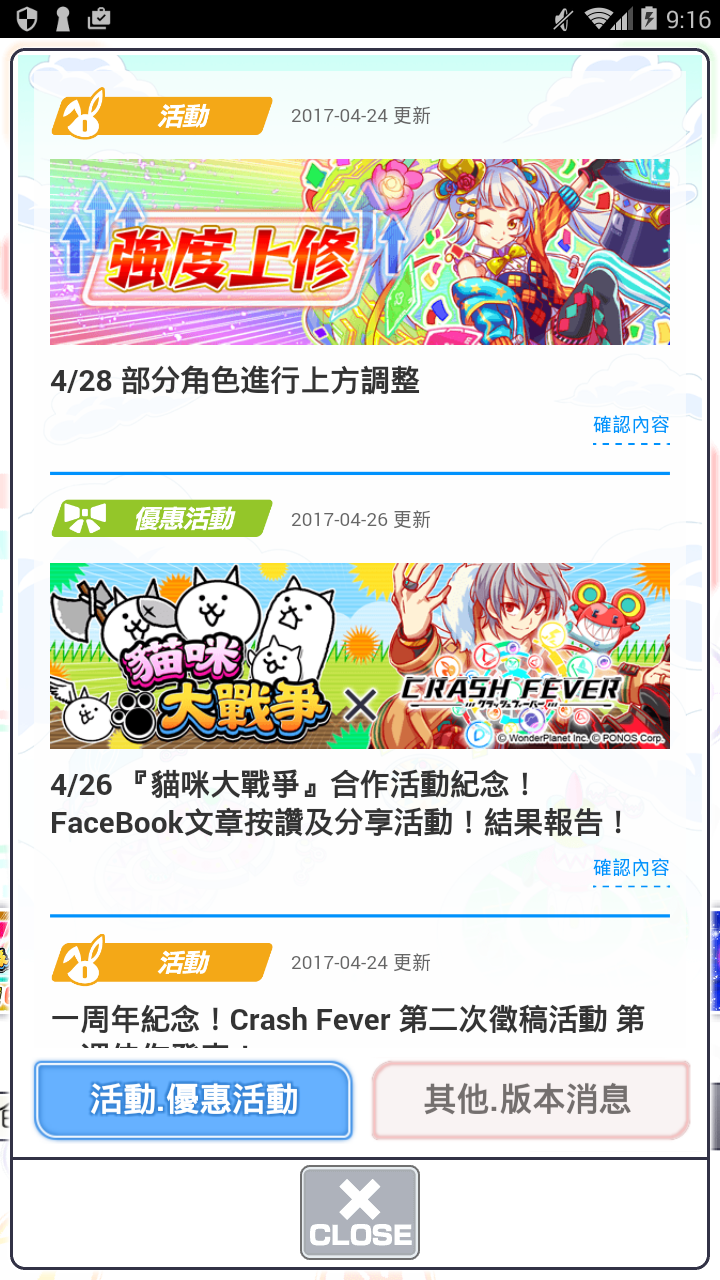 9:16
活動
2017-04-24 更新
強度上修
4/28 部分角色進行上方調整
確認內容
優惠活動
2017-04-26 更新
貓咪
大戰爭
×
CRASH FEVER
クラッシュフィーバー
© WonderPlanet Inc. © PONOS Corp.
4/26 『貓咪大戰爭』合作活動紀念！
FaceBook文章按讚及分享活動！結果報告！
確認內容
活動
2017-04-24 更新
一周年紀念！Crash Fever 第二次徵稿活動 第
活動.優惠活動
其他.版本消息
CLOSE